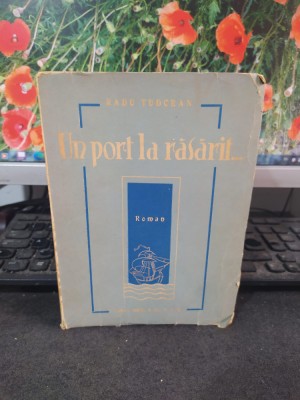 RADU TUDORAN
Un port la răsărit...
Roman